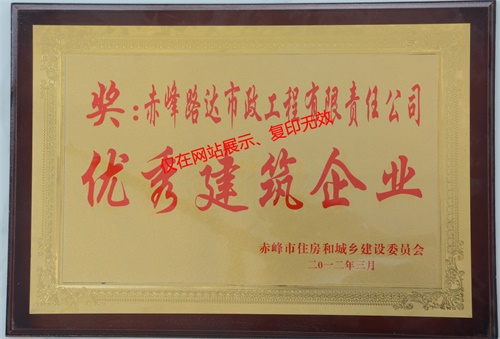 奖：赤峰路达市政工程有限责任公司
仅在网站展示、复印无效
优秀建筑企业
赤峰市住房和城乡建设委员会
二〇一二年三月